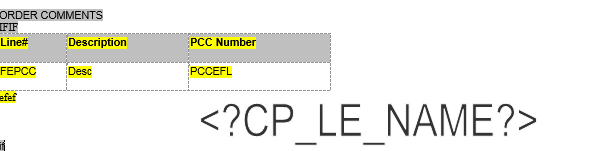 ORDER COMMENTS
IFIF
Line# Description PCC Number
FEPCC Desc PCCEFL
efef
<?CP_LE_NAME?>